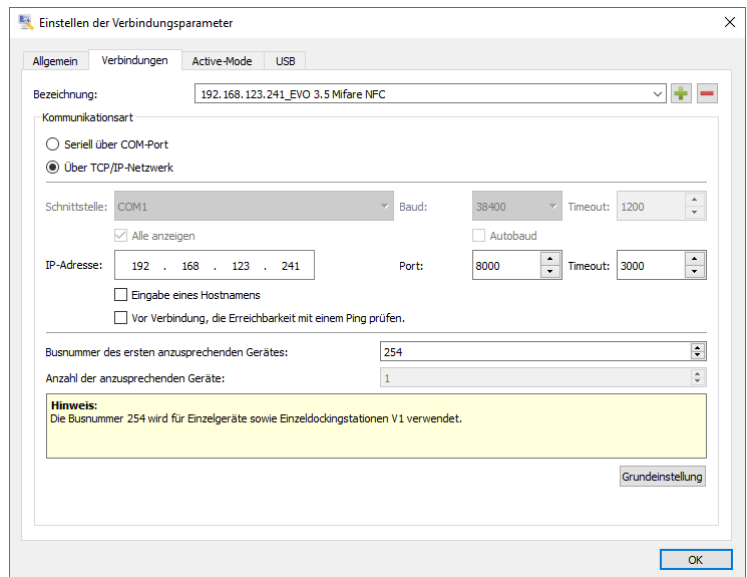 Einstellen der Verbindungsparameter
Allgemein Verbindungen Active-Mode USB
Bezeichnung: 192.168.123.241_EVO 3.5 Mifare NFC
Kommunikationsart
Seriell über COM-Port
Über TCP/IP-Netzwerk
Schnittstelle: COM1 Baud: 38400 Timeout: 1200
Alle anzeigen Autobaud
IP-Adresse: 192 . 168 . 123 . 241 Port: 8000 Timeout: 3000
Eingabe eines Hostnamens
Vor Verbindung, die Erreichbarkeit mit einem Ping prüfen.
Busnummer des ersten anzusprechenden Gerätes: 254
Anzahl der anzusprechenden Geräte: 1
Hinweis:
Die Busnummer 254 wird für Einzelgeräte sowie Einzeldockingstationen V1 verwendet.
Grundeinstellung
OK